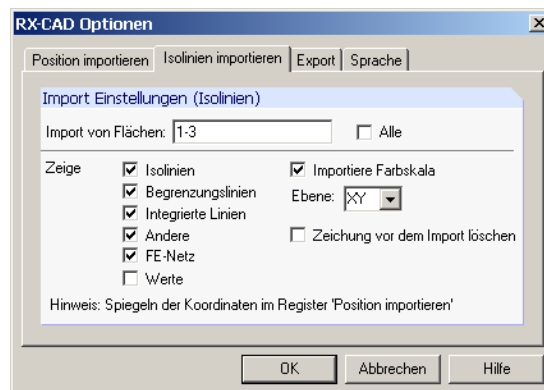 RX-CAD Optionen
Position importieren Isolinien importieren Export Sprache
Import Einstellungen (Isolinien)
Import von Flächen: 1-3 Alle
Zeige Isolinien Importiere Farbskala
Begrenzungslinien Ebene: XY
Integrierte Linien
Andere Zeichung vor dem Import löschen
FE-Netz
Werte
Hinweis: Spiegeln der Koordinaten im Register 'Position importieren'
OK Abbrechen Hilfe